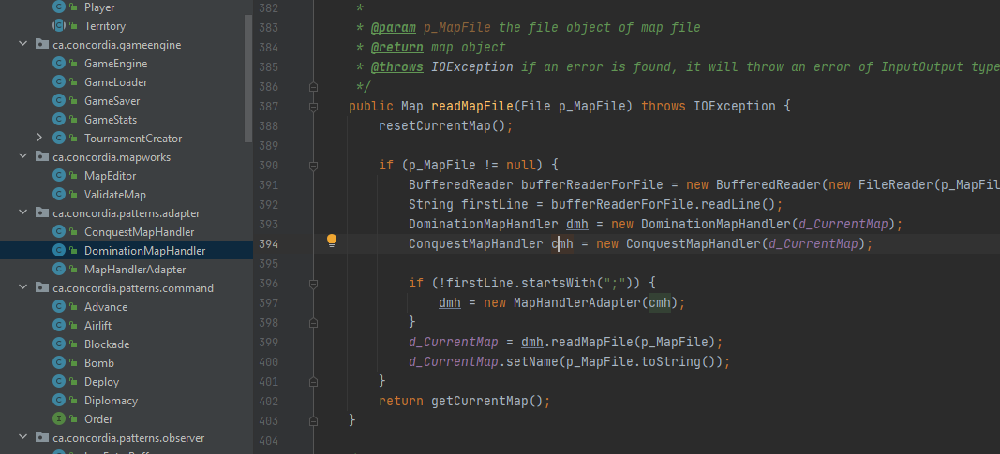 Player
Territory
ca.concordia.gameengine
GameEngine
GameLoader
GameSaver
GameStats
TournamentCreator
ca.concordia.mapworks
MapEditor
ValidateMap
ca.concordia.patterns.adapter
ConquestMapHandler
DominationMapHandler
MapHandlerAdapter
ca.concordia.patterns.command
Advance
Airlift
Blockade
Bomb
Deploy
Diplomacy
Order
ca.concordia.patterns.observer
382 *
383 * @param p_MapFile the file object of map file
384 * @return map object
385 * @throws IOException if an error is found, it will throw an error of InputOutput type
386 */
387 public Map readMapFile(File p_MapFile) throws IOException {
388 resetCurrentMap();
389
390 if (p_MapFile != null) {
391 BufferedReader bufferReaderForFile = new BufferedReader(new FileReader(p_MapFil
392 String firstLine = bufferReaderForFile.readLine();
393 DominationMapHandler dmh = new DominationMapHandler(d_CurrentMap);
394 ConquestMapHandler cmh = new ConquestMapHandler(d_CurrentMap);
395
396 if (!firstLine.startsWith(";")) {
397 dmh = new MapHandlerAdapter(cmh);
398 }
399 d_CurrentMap = dmh.readMapFile(p_MapFile);
400 d_CurrentMap.setName(p_MapFile.toString());
401 }
402 return getCurrentMap();
403 }
404